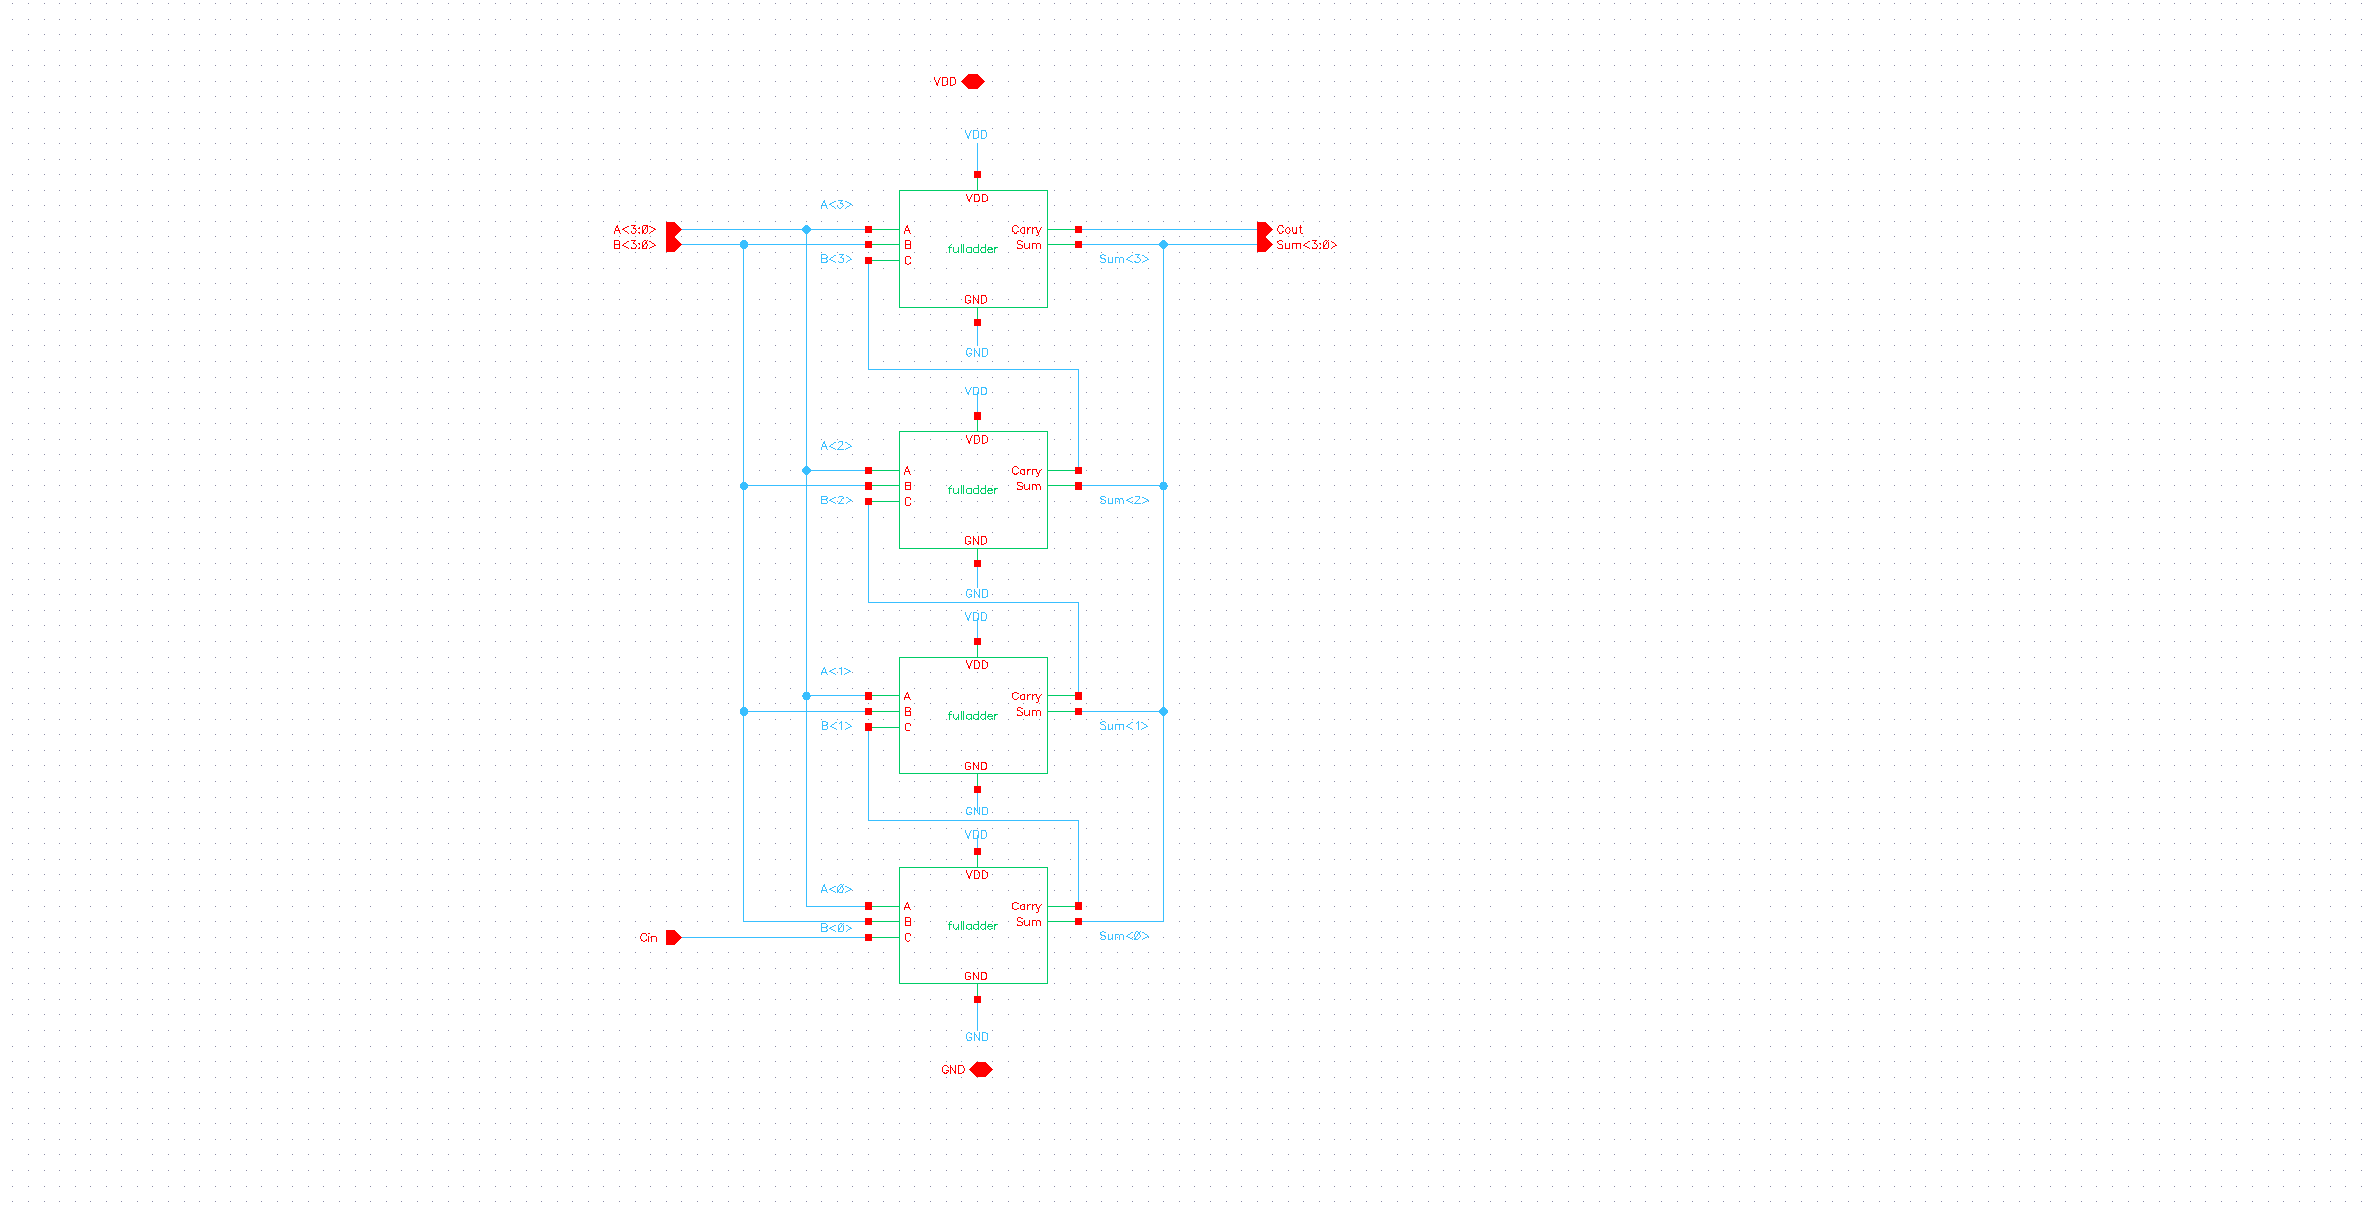 VDD
VDD
VDD
A<3>
A<3:0> A Carry Cout
B<3:0> B fulladder Sum Sum<3:0>
B<3> C Sum<3>
GND
GND
VDD
VDD
A<2>
A Carry
B fulladder Sum
B<2> C Sum<2>
GND
GND
VDD
VDD
A<1>
A Carry
B fulladder Sum
B<1> C Sum<1>
GND
GND
VDD
VDD
A<0>
A Carry
B fulladder Sum
B<0>
Cin C Sum<0>
GND
GND
GND